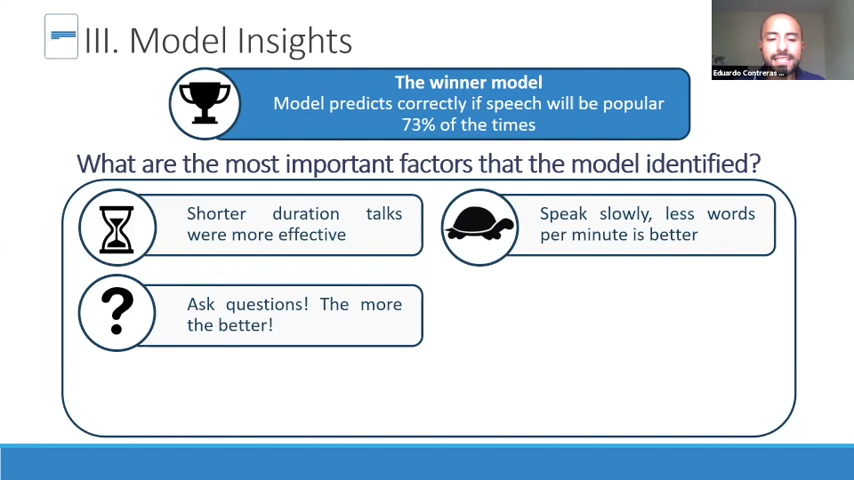 III. Model Insights
Eduardo Contreras ...
The winner model
Model predicts correctly if speech will be popular
73% of the times
What are the most important factors that the model identified?
Shorter duration talks
were more effective
Speak slowly, less words
per minute is better
Ask questions! The more
the better!
?